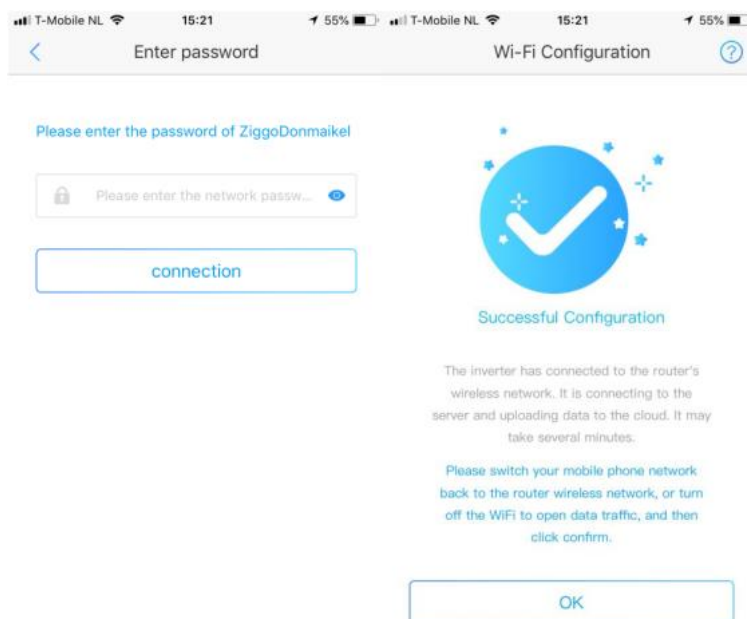 T-Mobile NL 15:21 55%
Enter password
Please enter the password of ZiggoDonmaikel
Please enter the network passw...
connection
T-Mobile NL 15:21 55%
Wi-Fi Configuration ?
Successful Configuration
The inverter has connected to the router's
wireless network. It is connecting to the
server and uploading data to the cloud. It may
take several minutes.
Please switch your mobile phone network
back to the router wireless network, or turn
off the WiFi to open data traffic, and then
click confirm.
OK